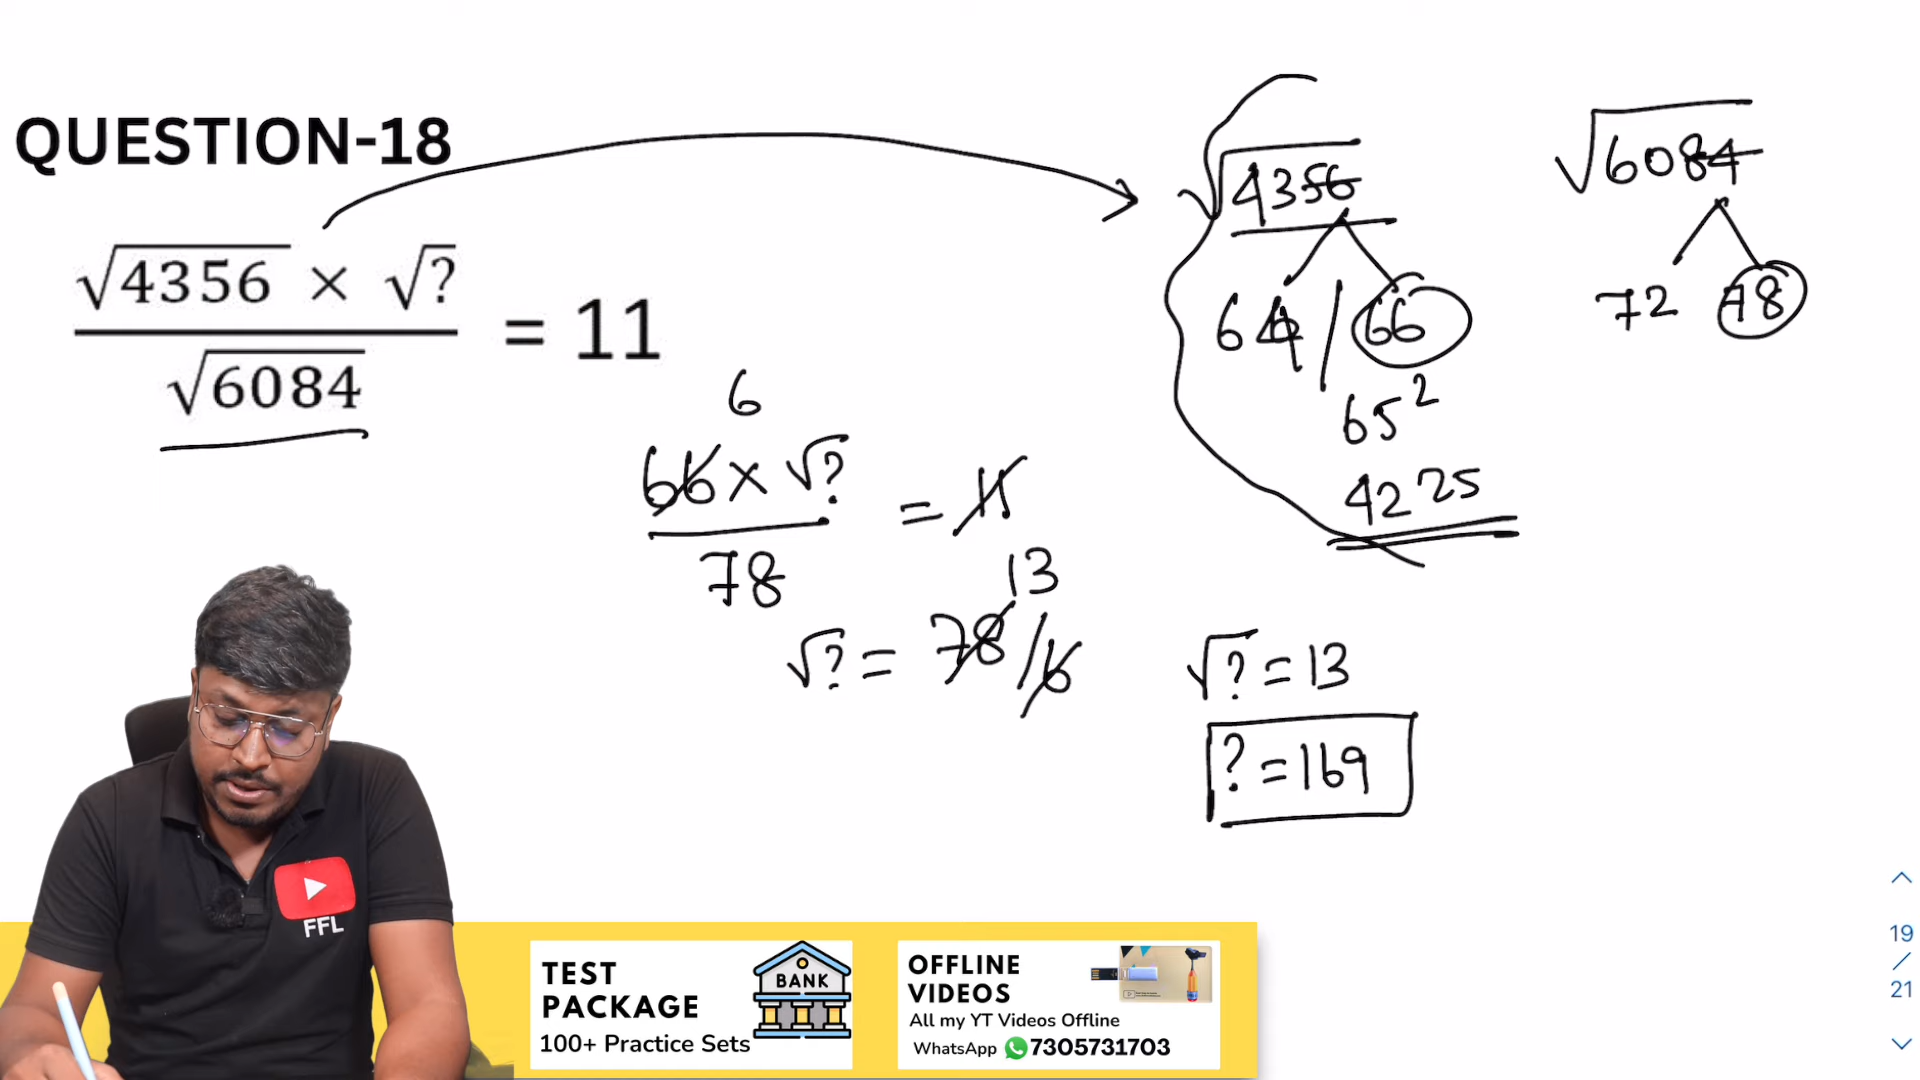 QUESTION-18
√4356 × √?
√6084
= 11
√4356
64 / 66
65²
4225
√6084
72 78
6
66 × √?
78
= 11
13
√? = 78/6
√? = 13
? = 169
FFL
TEST
PACKAGE
100+ Practice Sets
BANK
OFFLINE
VIDEOS
All my YT Videos Offline
WhatsApp 7305731703
19
/
21